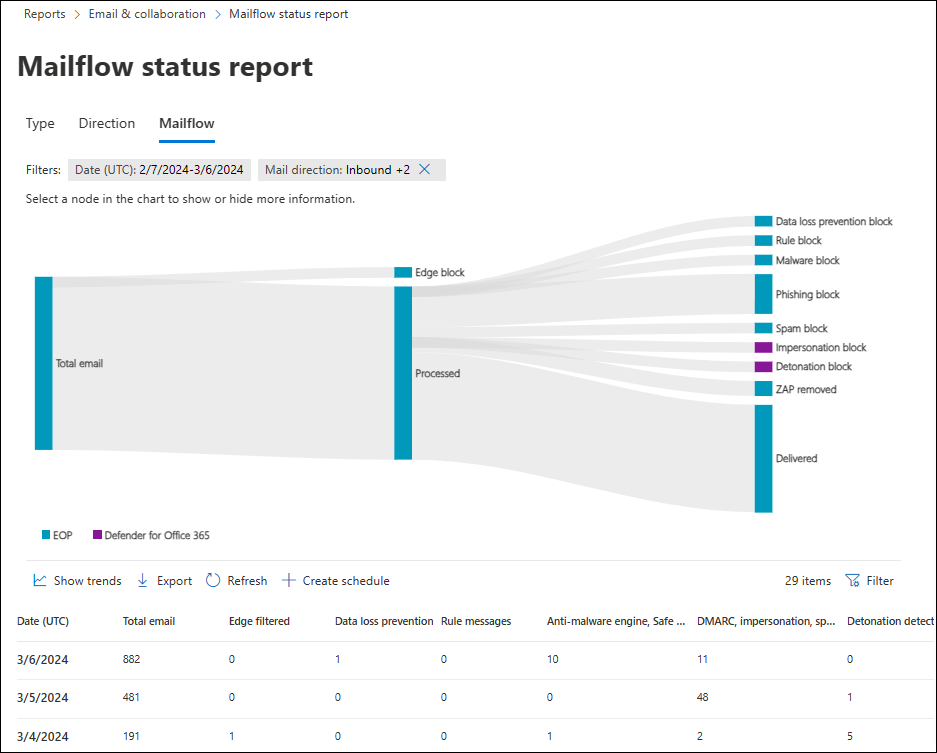 Reports > Email & collaboration > Mailflow status report
Mailflow status report
Type Direction Mailflow
Filters: Date (UTC): 2/7/2024-3/6/2024 Mail direction: Inbound +2 ×
Select a node in the chart to show or hide more information.
Data loss prevention block
Rule block
Malware block
Edge block
Phishing block
Spam block
Impersonation block
Total email
Detonation block
Processed
ZAP removed
Delivered
EOP Defender for Office 365
Show trends Export Refresh Create schedule 29 items Filter
Date (UTC) Total email Edge filtered Data loss prevention Rule messages Anti-malware engine, Safe ... DMARC, impersonation, sp... Detonation detect
3/6/2024 882 0 1 0 10 11 0
3/5/2024 481 0 0 0 0 48 1
3/4/2024 191 1 0 0 1 2 5